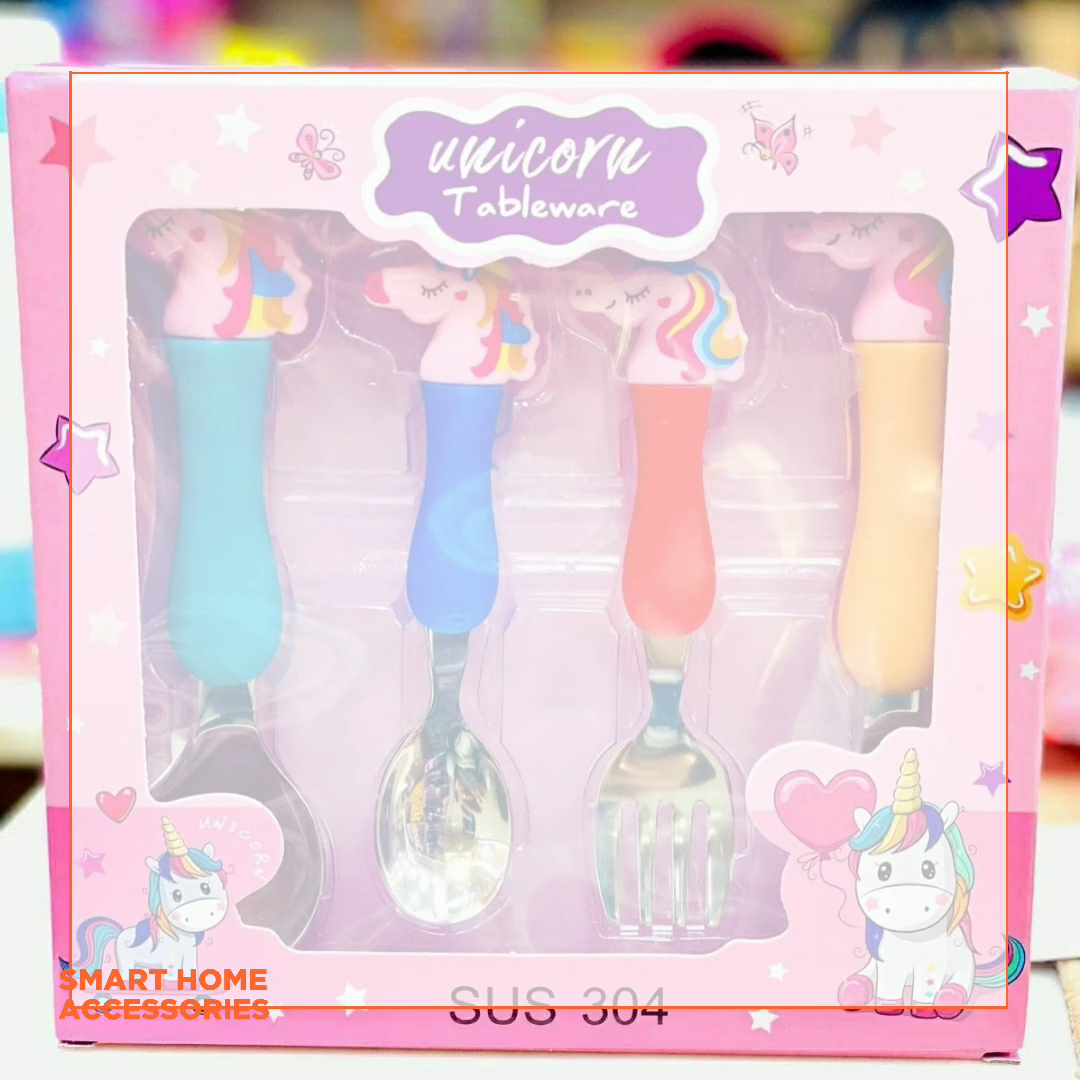 unicorn
Tableware
UNICORN
SMART HOME
ACCESSORIES
SUS 304